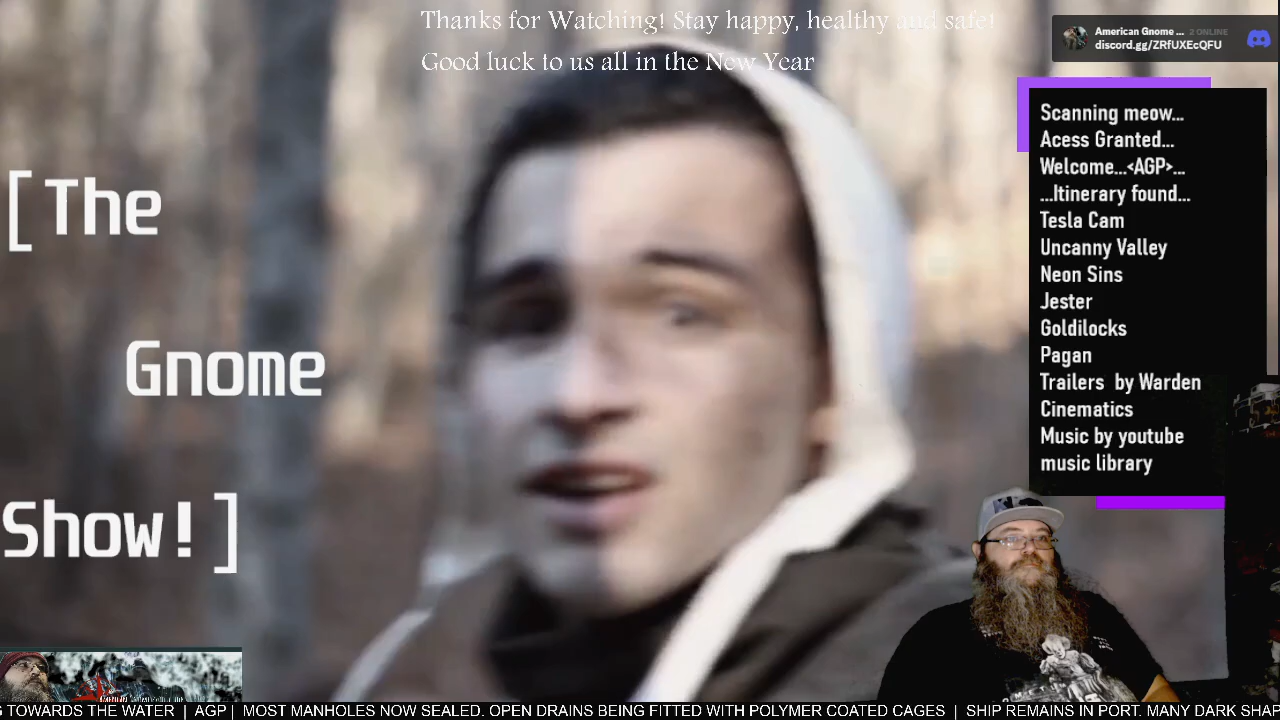 Thanks for Watching! Stay happy, healthy and safe!
Good luck to us all in the New Year
American Gnome ... 2 ONLINE
discord.gg/ZRfUXEcQFU
[ The
Gnome
Show! ]
Scanning meow...
Acess Granted...
Welcome...<AGP>...
...Itinerary found...
Tesla Cam
Uncanny Valley
Neon Sins
Jester
Goldilocks
Pagan
Trailers by Warden
Cinematics
Music by youtube
music library
TOWARDS THE WATER | AGP | MOST MANHOLES NOW SEALED. OPEN DRAINS BEING FITTED WITH POLYMER COATED CAGES | SHIP REMAINS IN PORT. MANY DARK SHAP